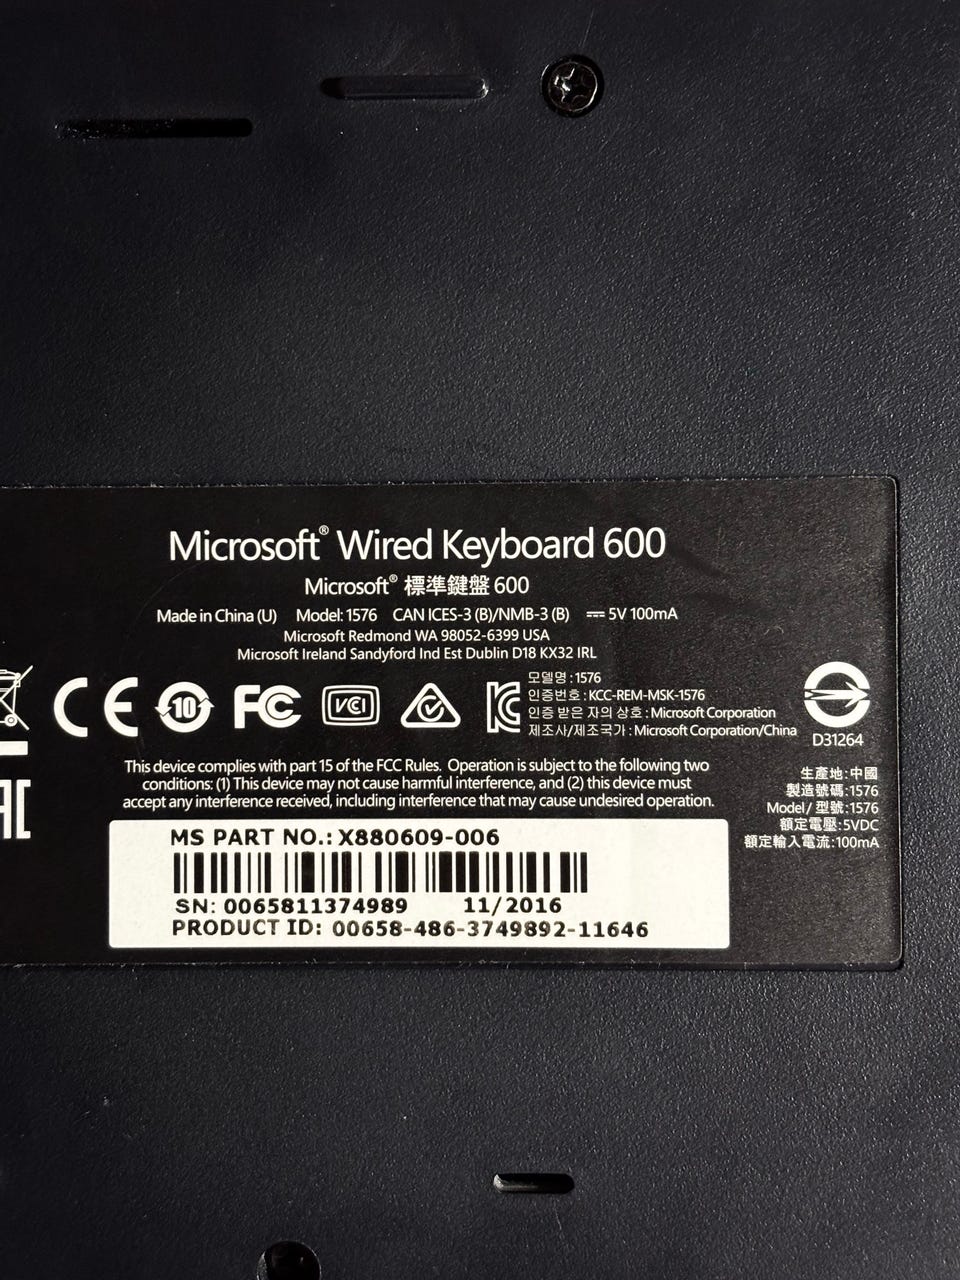 Microsoft® Wired Keyboard 600
Microsoft® 標準鍵盤 600
Made in China (U) Model: 1576 CAN ICES-3 (B)/NMB-3 (B) ⎓ 5V 100mA
Microsoft Redmond WA 98052-6399 USA
Microsoft Ireland Sandyford Ind Est Dublin D18 KX32 IRL
CE 10 FC VCI
모델명 : 1576
인증번호 : KCC-REM-MSK-1576
인증 받은 자의 상호 : Microsoft Corporation
제조사/제조국가 : Microsoft Corporation/China
D31264
EAC
This device complies with part 15 of the FCC Rules. Operation is subject to the following two
conditions: (1) This device may not cause harmful interference, and (2) this device must
accept any interference received, including interference that may cause undesired operation.
生產地:中國
製造號碼:1576
Model/ 型號:1576
額定電壓:5VDC
額定輸入電流:100mA
MS PART NO.: X880609-006
SN: 0065811374989 11/2016
PRODUCT ID: 00658-486-3749892-11646